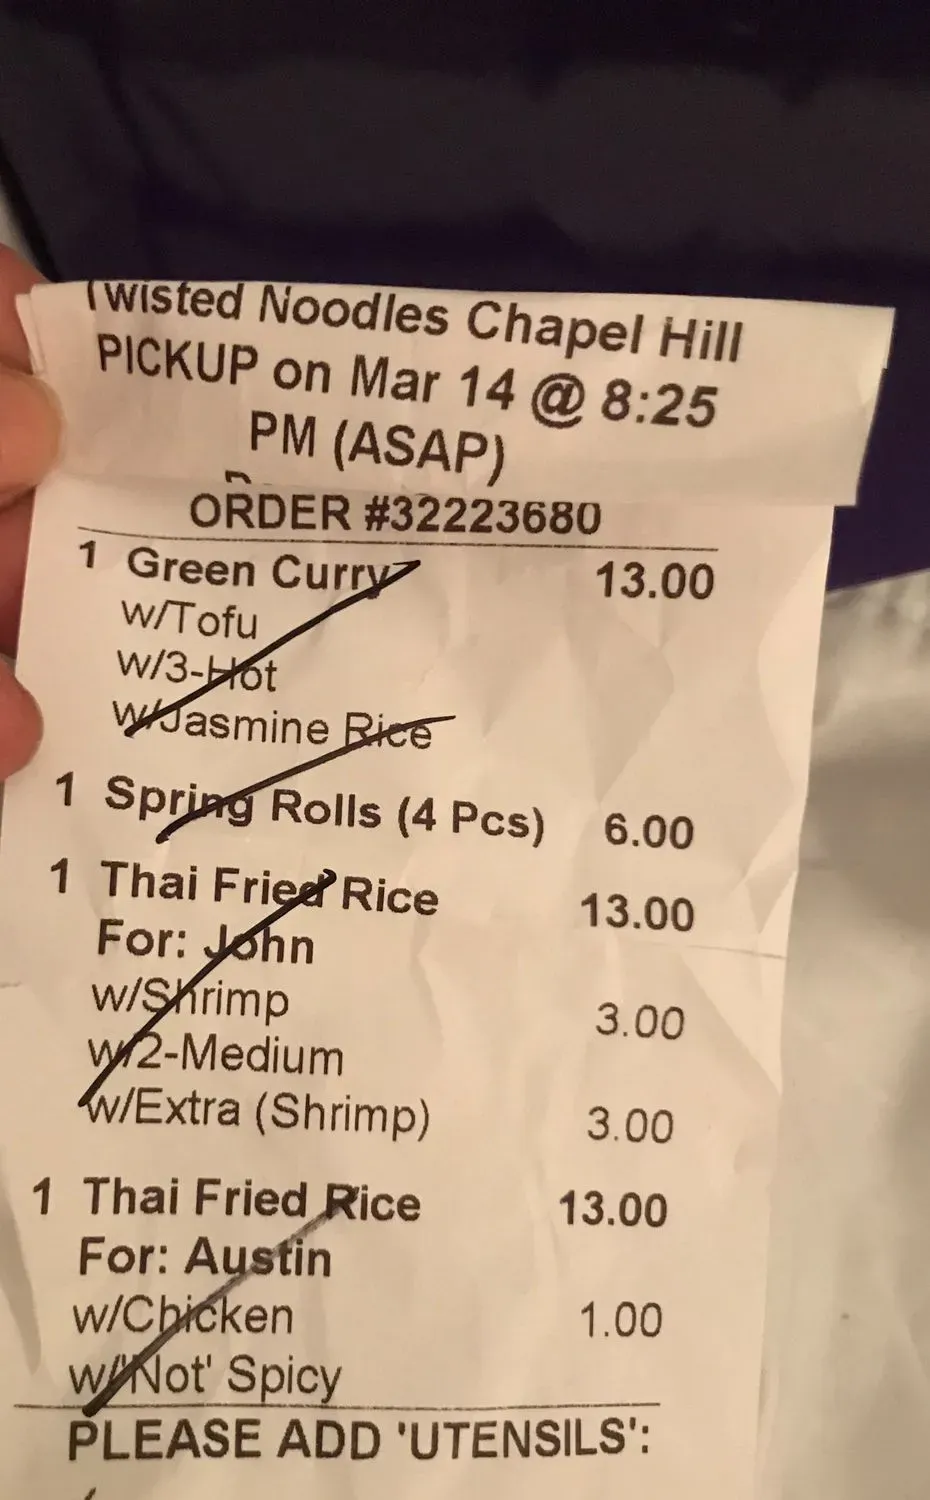 Twisted Noodles Chapel Hill
PICKUP on Mar 14 @ 8:25
PM (ASAP)
ORDER #32223680
1 Green Curry 13.00
w/Tofu
w/3-Hot
w/Jasmine Rice
1 Spring Rolls (4 Pcs) 6.00
1 Thai Fried Rice 13.00
For: John
w/Shrimp 3.00
w/2-Medium
w/Extra (Shrimp) 3.00
1 Thai Fried Rice 13.00
For: Austin
w/Chicken 1.00
w/'Not' Spicy
PLEASE ADD 'UTENSILS':